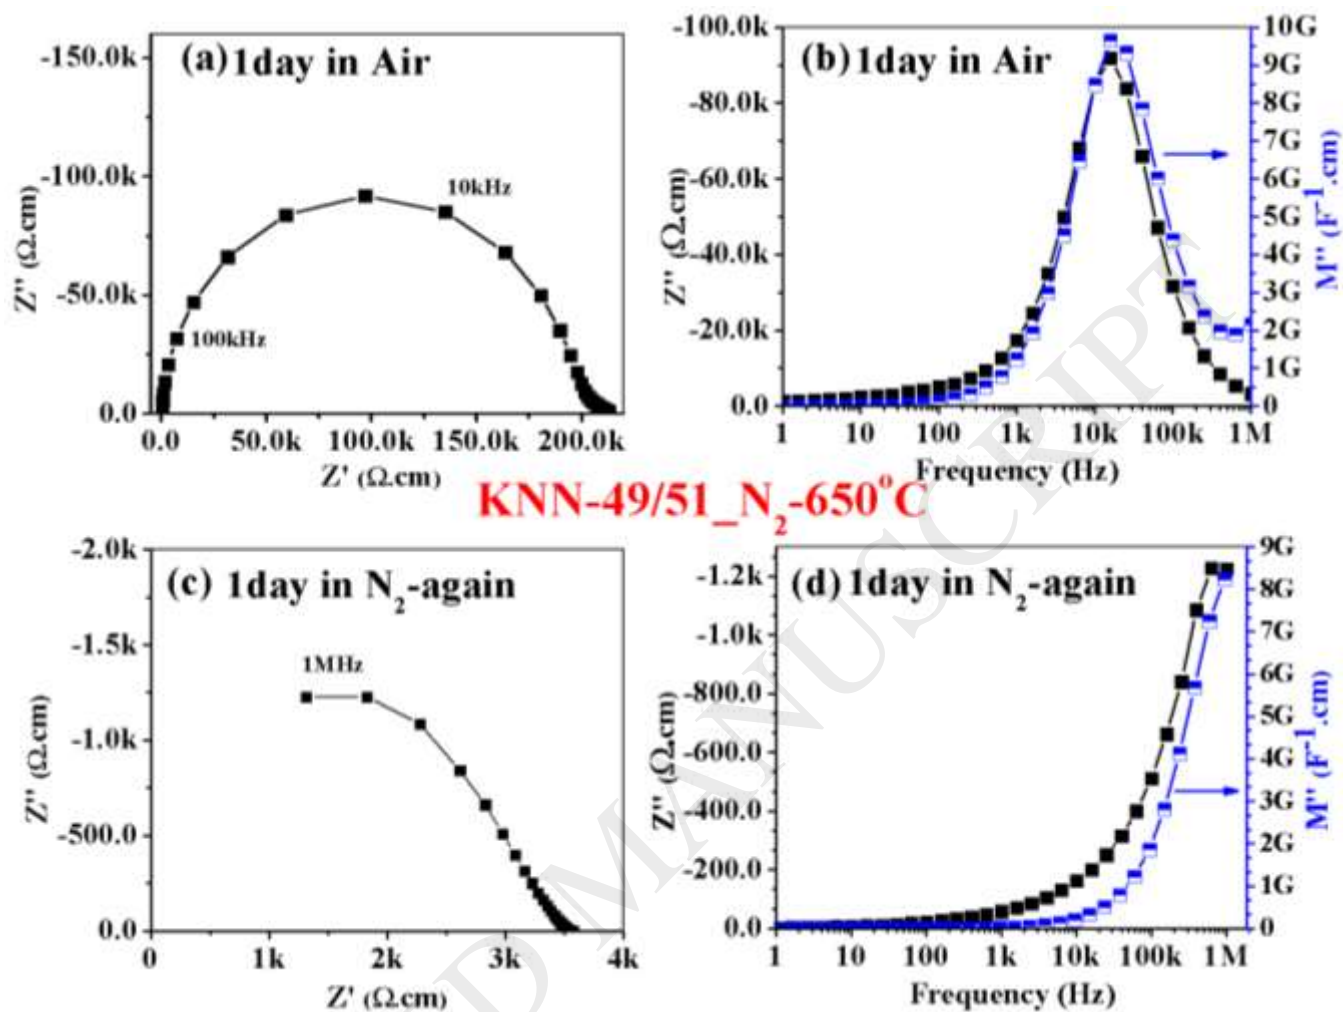 (a) 1day in Air
-150.0k
-100.0k
-50.0k
0.0
Z'' (Ω.cm)
10kHz
100kHz
0.0 50.0k 100.0k 150.0k 200.0k
Z' (Ω.cm)
(b) 1day in Air
-100.0k
-80.0k
-60.0k
-40.0k
-20.0k
0.0
Z'' (Ω.cm)
10G
9G
8G
7G
6G
5G
4G
3G
2G
1G
0
M'' (F⁻¹.cm)
1 10 100 1k 10k 100k 1M
Frequency (Hz)
KNN-49/51_N₂-650°C
(c) 1day in N₂-again
-2.0k
-1.5k
-1.0k
-500.0
0.0
Z'' (Ω.cm)
1MHz
0 1k 2k 3k 4k
Z' (Ω.cm)
(d) 1day in N₂-again
-1.2k
-1.0k
-800.0
-600.0
-400.0
-200.0
0.0
Z'' (Ω.cm)
9G
8G
7G
6G
5G
4G
3G
2G
1G
0
M'' (F⁻¹.cm)
1 10 100 1k 10k 100k 1M
Frequency (Hz)
D MANUSCRIPT